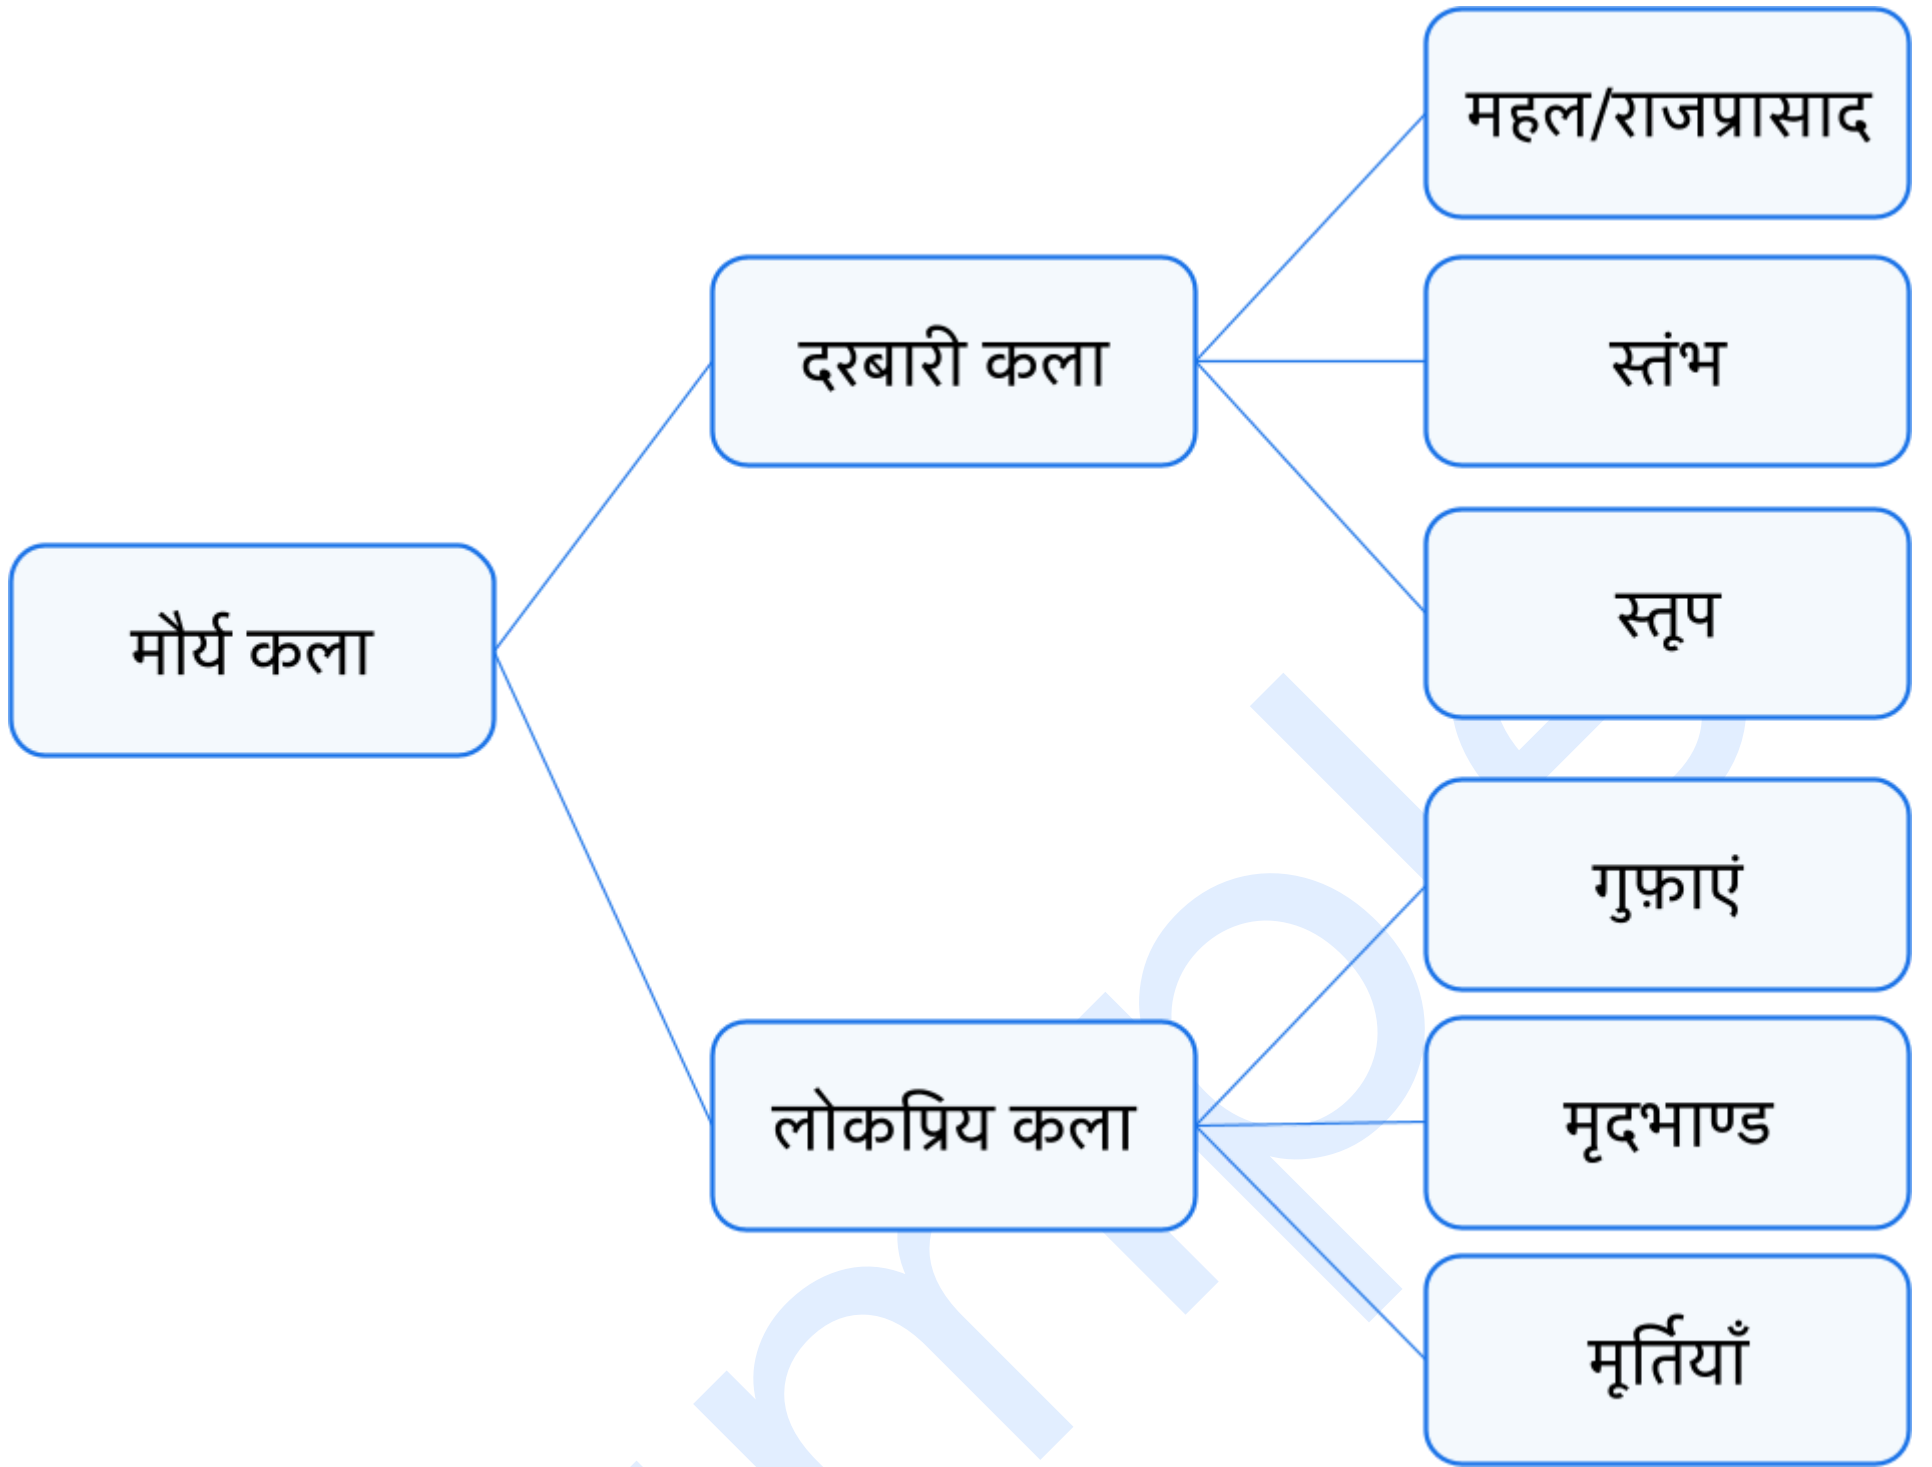 मौर्य कला
दरबारी कला
महल/राजप्रासाद
स्तंभ
स्तूप
लोकप्रिय कला
गुफ़ाएं
मृदभाण्ड
मूर्तियाँ